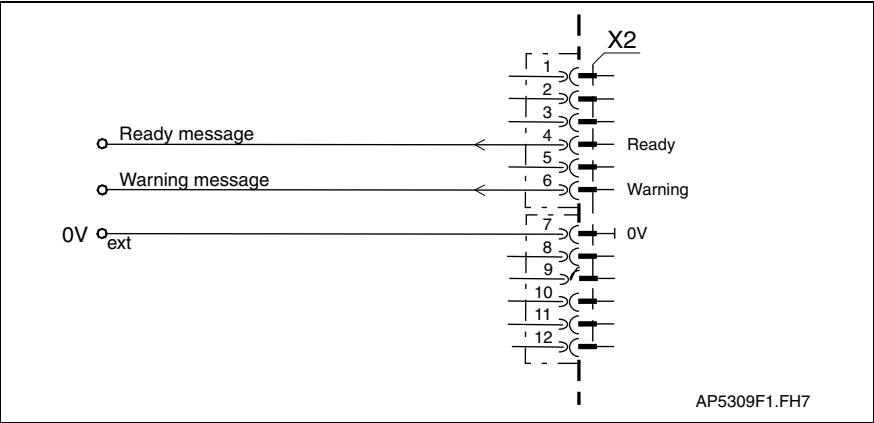 X2
1
2
3
Ready message
4
Ready
5
Warning message
6
Warning
7
0V ext
0V
8
9
10
11
12
AP5309F1.FH7